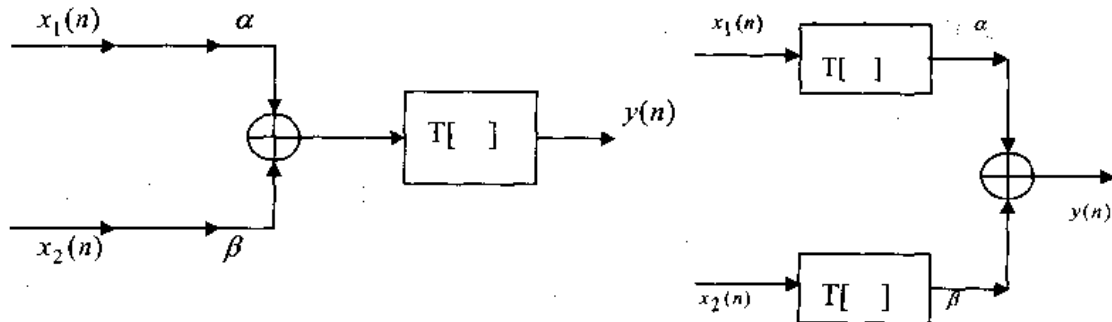 x₁(n) α
T[ ] y(n)
x₂(n) β
x₁(n) T[ ] α
y(n)
x₂(n) T[ ] β